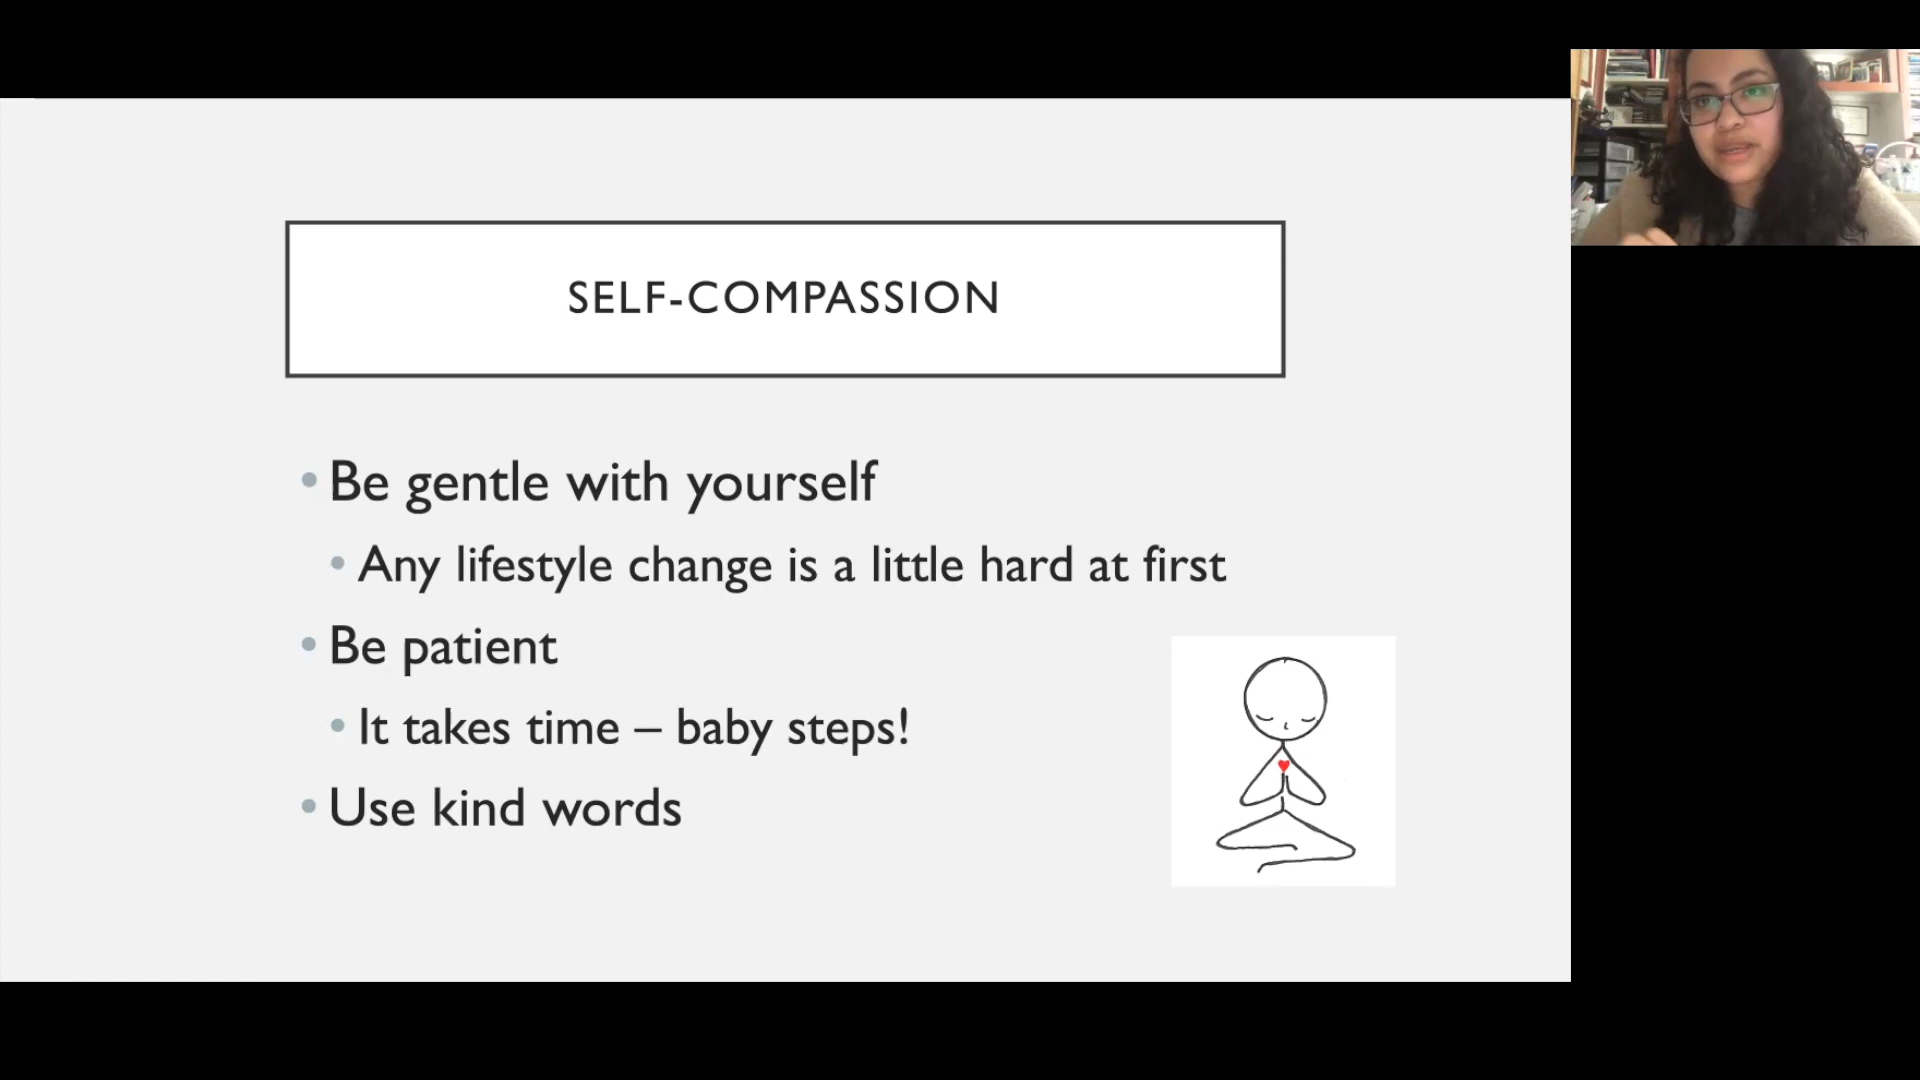 SELF-COMPASSION
• Be gentle with yourself
• Any lifestyle change is a little hard at first
• Be patient
• It takes time – baby steps!
• Use kind words